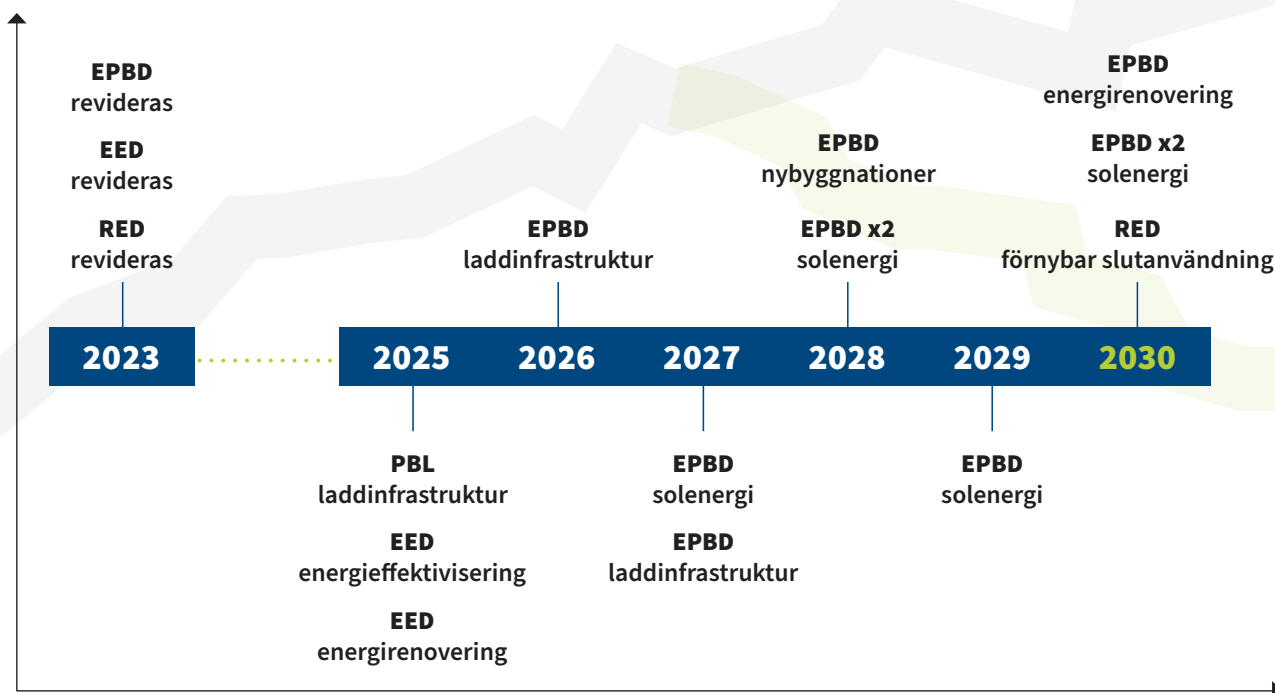 EPBD
revideras
EED
revideras
RED
revideras
EPBD
laddinfrastruktur
EPBD
nybyggnationer
EPBD x2
solenergi
EPBD
energirenovering
EPBD x2
solenergi
RED
förnybar slutanvändning
2023 2025 2026 2027 2028 2029 2030
PBL
laddinfrastruktur
EED
energieffektivisering
EED
energirenovering
EPBD
solenergi
EPBD
laddinfrastruktur
EPBD
solenergi